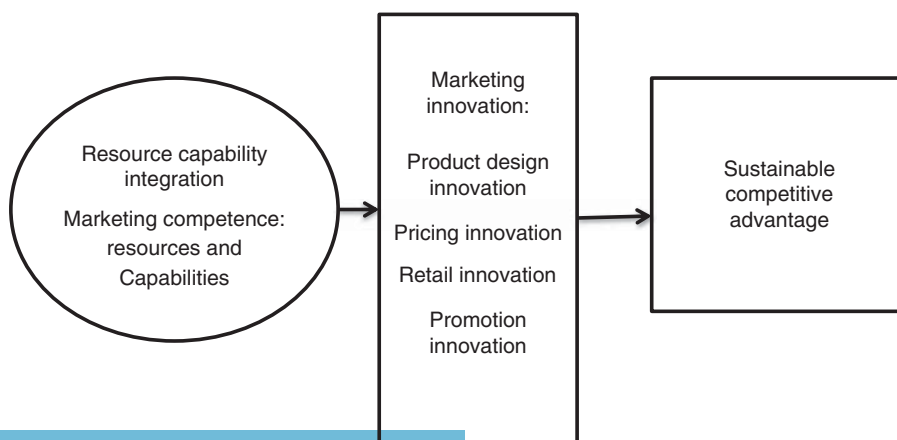 Resource capability
integration
Marketing competence:
resources and
Capabilities
Marketing
innovation:
Product design
innovation
Pricing innovation
Retail innovation
Promotion
innovation
Sustainable
competitive
advantage